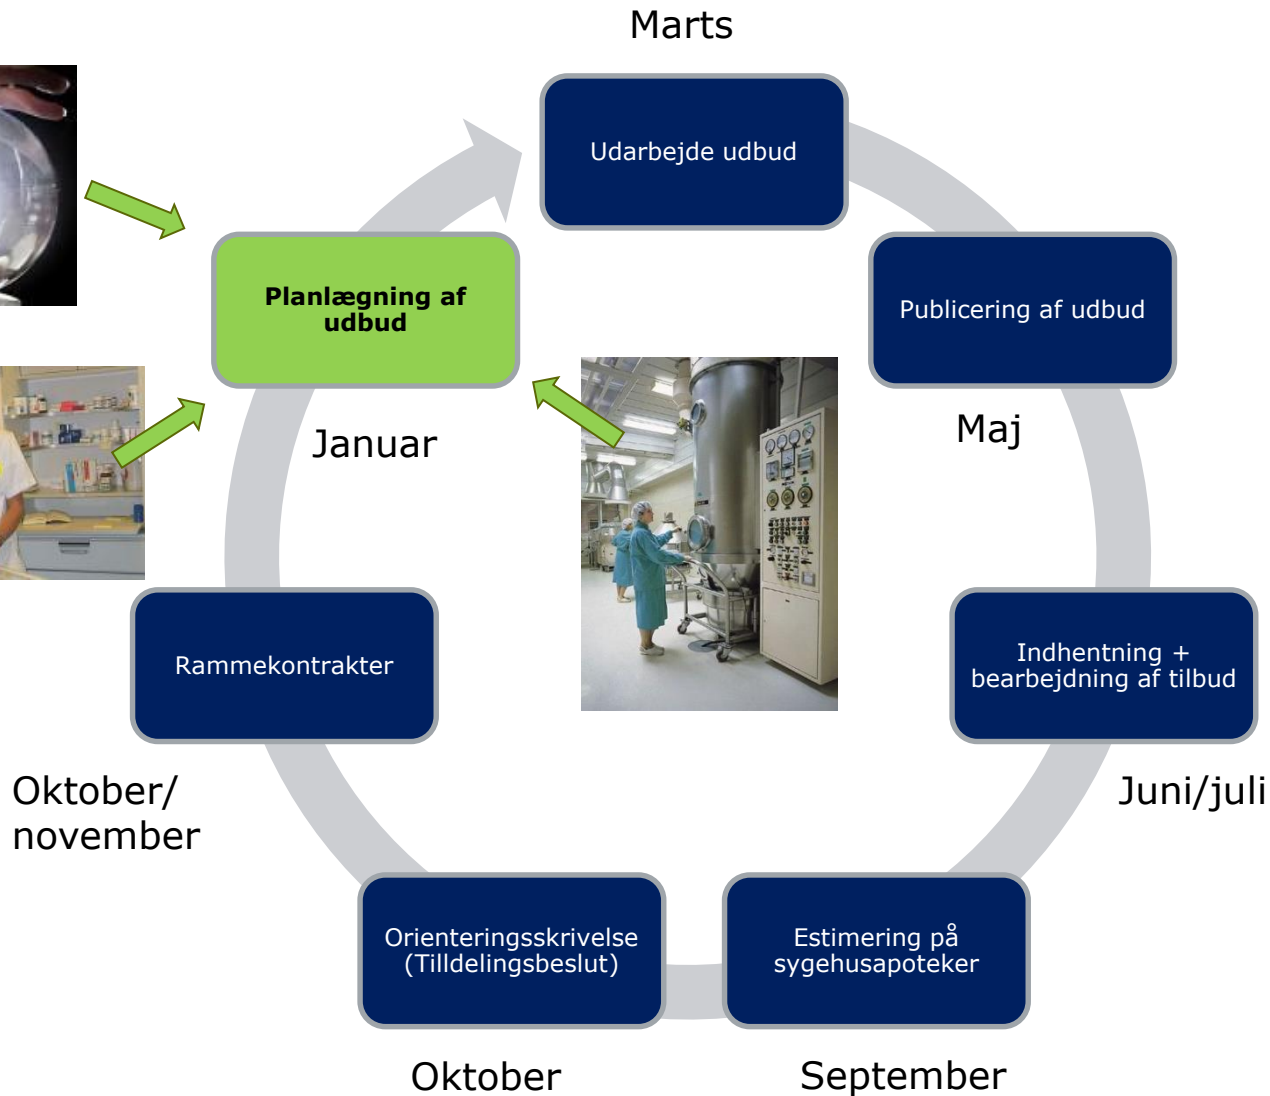 Marts
Udarbejde udbud
Planlægning af
udbud
Januar
Publicering af udbud
Maj
Indhentning +
bearbejdning af tilbud
Juni/juli
Rammekontrakter
Oktober/
november
Orienteringsskrivelse
(Tilldelingsbeslut)
Oktober
Estimering på
sygehusapoteker
September